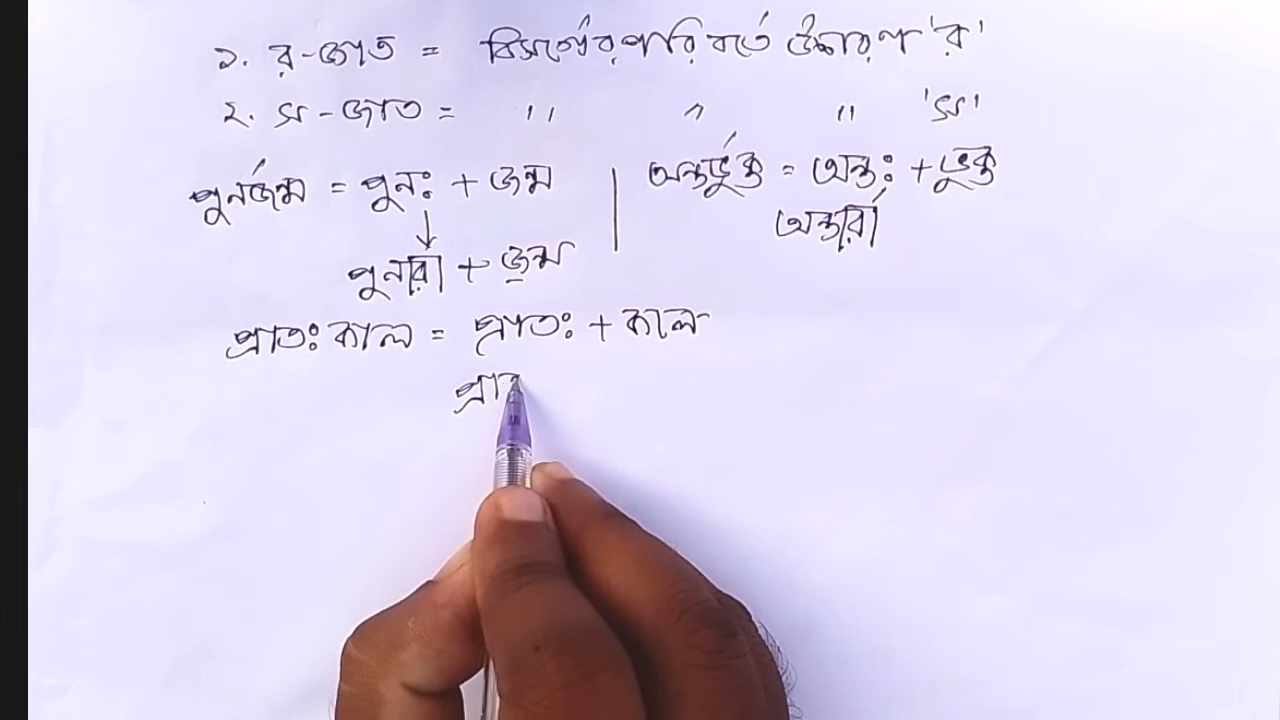 ১. র-জাত = বিসর্গের পরিবর্তে উচ্চারণ 'র'
২. স-জাত = " " " 'স'
পুনর্জন্ম = পুনঃ + জন্ম | অন্তর্ভুক্ত = অন্তঃ + ভুক্ত
↓ অন্তর
পুনর + জন্ম
প্রাতঃকাল = প্রাতঃ + কাল
প্রা